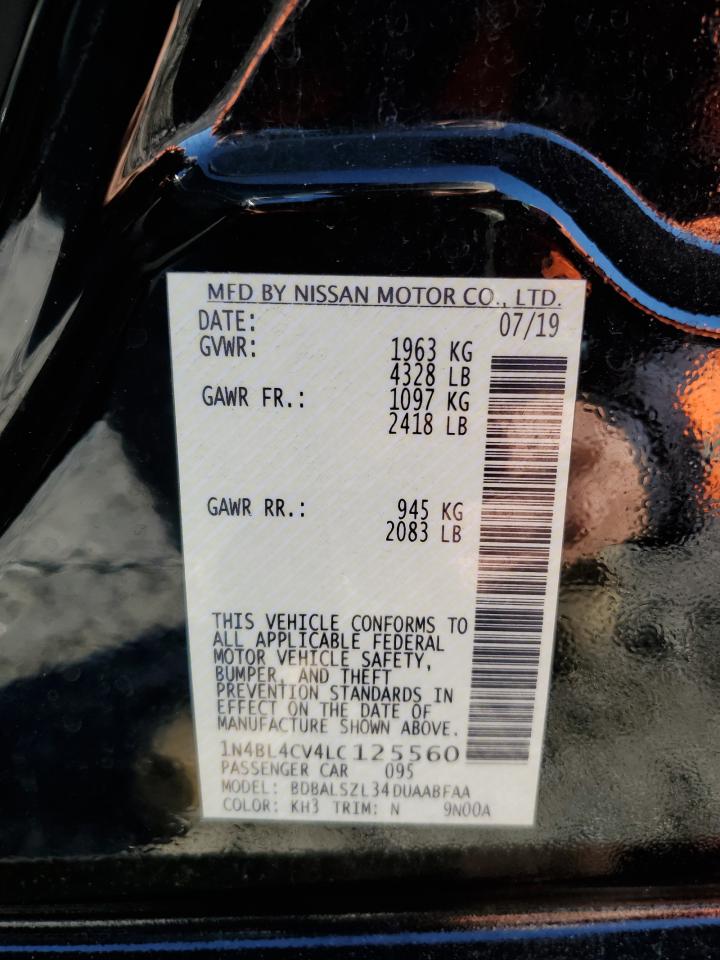 MFD BY NISSAN MOTOR CO., LTD.
DATE: 07/19
GVWR: 1963 KG
4328 LB
GAWR FR.: 1097 KG
2418 LB
GAWR RR.: 945 KG
2083 LB
THIS VEHICLE CONFORMS TO
ALL APPLICABLE FEDERAL
MOTOR VEHICLE SAFETY,
BUMPER, AND THEFT
PREVENTION STANDARDS IN
EFFECT ON THE DATE OF
MANUFACTURE SHOWN ABOVE.
1N4BL4CV4LC125560
PASSENGER CAR 095
MODEL: BDBALSZL34DUAABFAA
COLOR: KH3 TRIM: N 9N00A